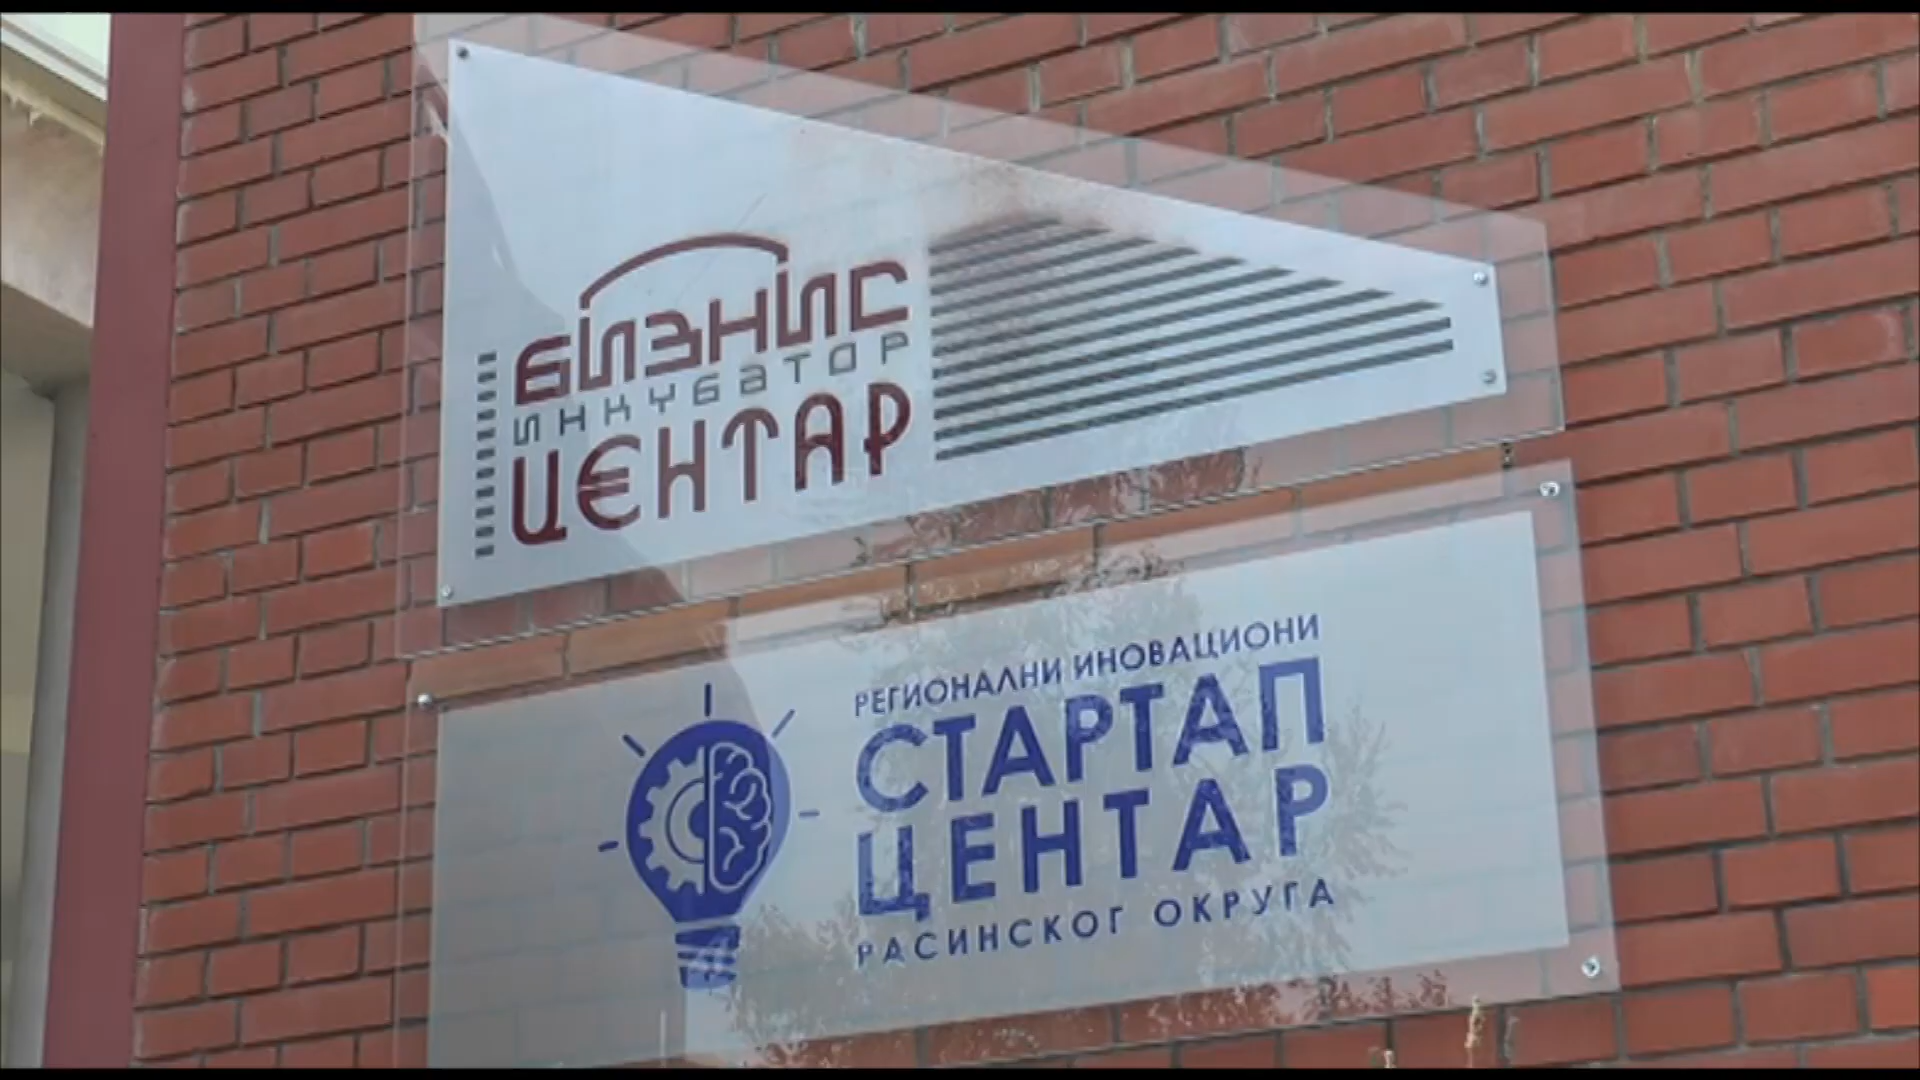 БИЗНИС
ИНКУБАТОР
ЦЕНТАР
РЕГИОНАЛНИ ИНОВАЦИОНИ
СТАРТАП
ЦЕНТАР
РАСИНСКОГ ОКРУГА